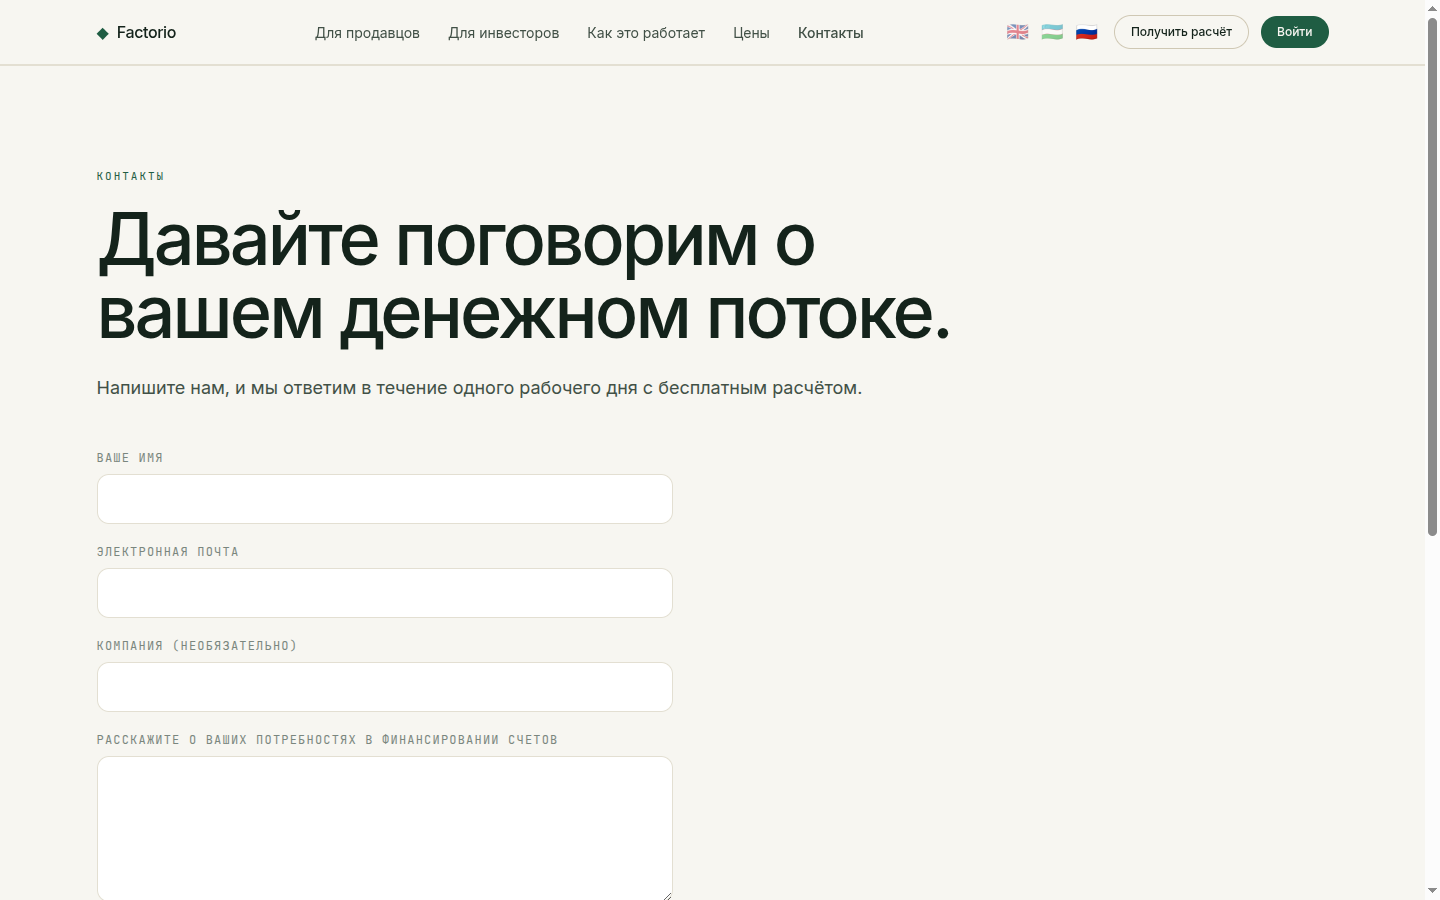 Factorio
Для продавцов
Для инвесторов
Как это работает
Цены
Контакты
Получить расчёт
Войти
КОНТАКТЫ
Давайте поговорим о
вашем денежном потоке.
Напишите нам, и мы ответим в течение одного рабочего дня с бесплатным расчётом.
ВАШЕ ИМЯ
ЭЛЕКТРОННАЯ ПОЧТА
КОМПАНИЯ (НЕОБЯЗАТЕЛЬНО)
РАССКАЖИТЕ О ВАШИХ ПОТРЕБНОСТЯХ В ФИНАНСИРОВАНИИ СЧЕТОВ